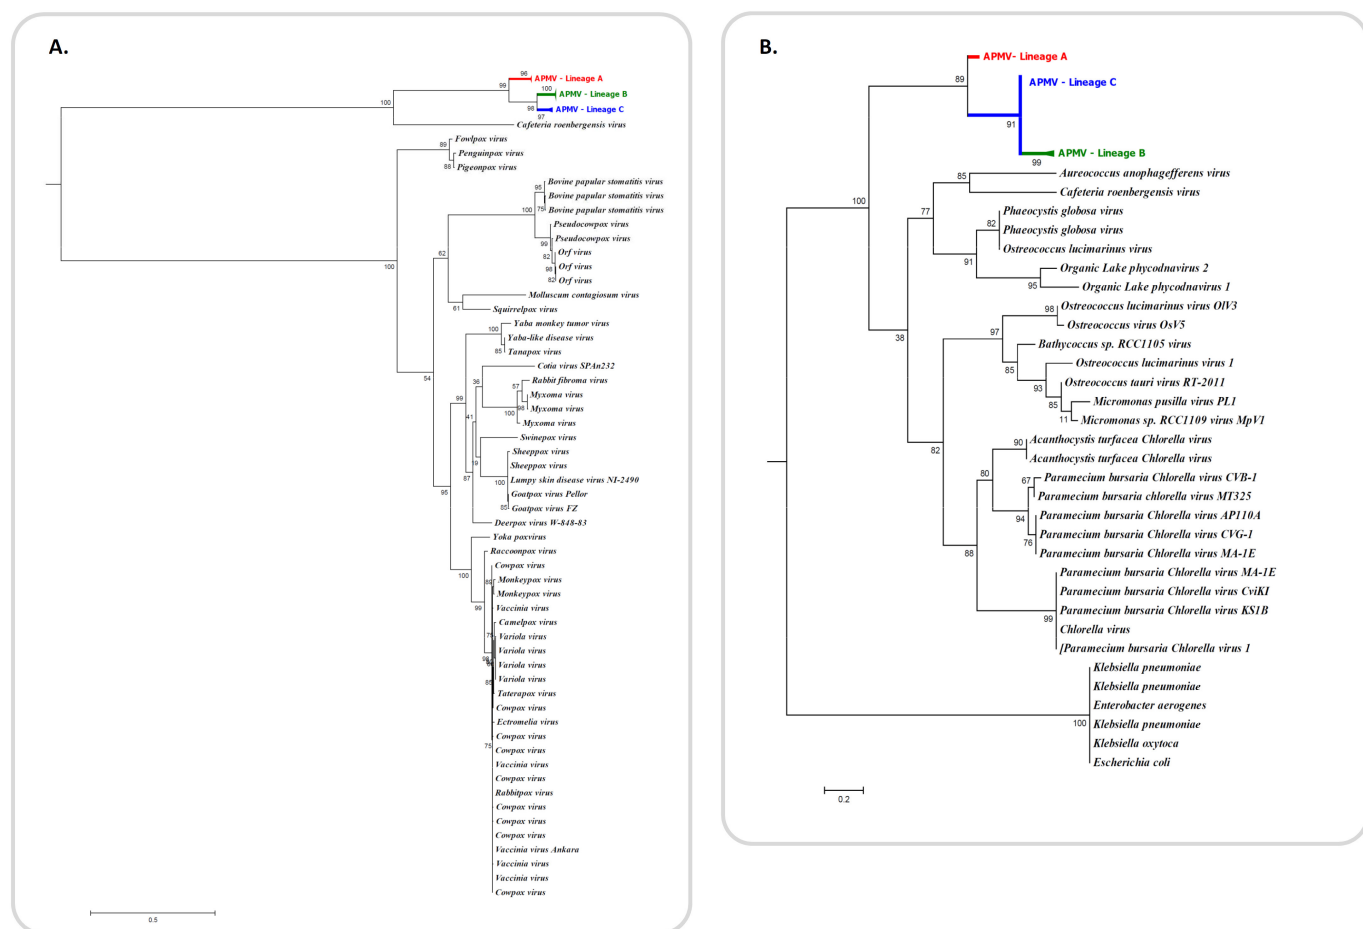 A.
96
APMV - Lineage A
99
100
APMV - Lineage B
100
98
APMV - Lineage C
97
Cafeteria roenbergensis virus
Fowlpox virus
89
Penguinpox virus
88
Pigeonpox virus
Bovine papular stomatitis virus
95
Bovine papular stomatitis virus
75
Bovine papular stomatitis virus
100
Pseudocowpox virus
Pseudocowpox virus
99
Orf virus
82
62
Orf virus
98
Orf virus
82
100
Molluscum contagiosum virus
61
Squirrelpox virus
Yaba monkey tumor virus
100
Yaba-like disease virus
85
Tanapox virus
Cotia virus SPAn232
54
36
57
Rabbit fibroma virus
Myxoma virus
98
Myxoma virus
100
99
41
Myxoma virus
Swinepox virus
Sheeppox virus
19
Sheeppox virus
87
Lumpy skin disease virus NI-2490
100
Goatpox virus Pellor
95
85
Goatpox virus FZ
Deerpox virus W-848-83
Yoka poxvirus
Raccoonpox virus
Cowpox virus
100
Monkeypox virus
Monkeypox virus
Vaccinia virus
99
Camelpox virus
Variola virus
Variola virus
98
Variola virus
85
Variola virus
Taterapox virus
Cowpox virus
Ectromelia virus
Cowpox virus
75
Cowpox virus
Vaccinia virus
Cowpox virus
Rabbitpox virus
Cowpox virus
Cowpox virus
Cowpox virus
Vaccinia virus Ankara
Vaccinia virus
Vaccinia virus
Cowpox virus
0.5
B.
APMV- Lineage A
89
APMV - Lineage C
91
APMV - Lineage B
99
Aureococcus anophagefferens virus
85
Cafeteria roenbergensis virus
100
77
Phaeocystis globosa virus
82
Phaeocystis globosa virus
Ostreococcus lucimarinus virus
91
Organic Lake phycodnavirus 2
95
Organic Lake phycodnavirus 1
Ostreococcus lucimarinus virus OlV3
98
Ostreococcus virus OsV5
97
38
Bathycoccus sp. RCC1105 virus
85
Ostreococcus lucimarinus virus 1
93
Ostreococcus tauri virus RT-2011
85
Micromonas pusilla virus PL1
11
Micromonas sp. RCC1109 virus MpV1
82
90
Acanthocystis turfacea Chlorella virus
Acanthocystis turfacea Chlorella virus
80
67
Paramecium bursaria Chlorella virus CVB-1
Paramecium bursaria chlorella virus MT325
94
Paramecium bursaria Chlorella virus AP110A
Paramecium bursaria Chlorella virus CVG-1
76
Paramecium bursaria Chlorella virus MA-1E
88
Paramecium bursaria Chlorella virus MA-1E
Paramecium bursaria Chlorella virus CviKI
Paramecium bursaria Chlorella virus KS1B
99
Chlorella virus
[Paramecium bursaria Chlorella virus 1
Klebsiella pneumoniae
Klebsiella pneumoniae
Enterobacter aerogenes
100
Klebsiella pneumoniae
Klebsiella oxytoca
Escherichia coli
0.2